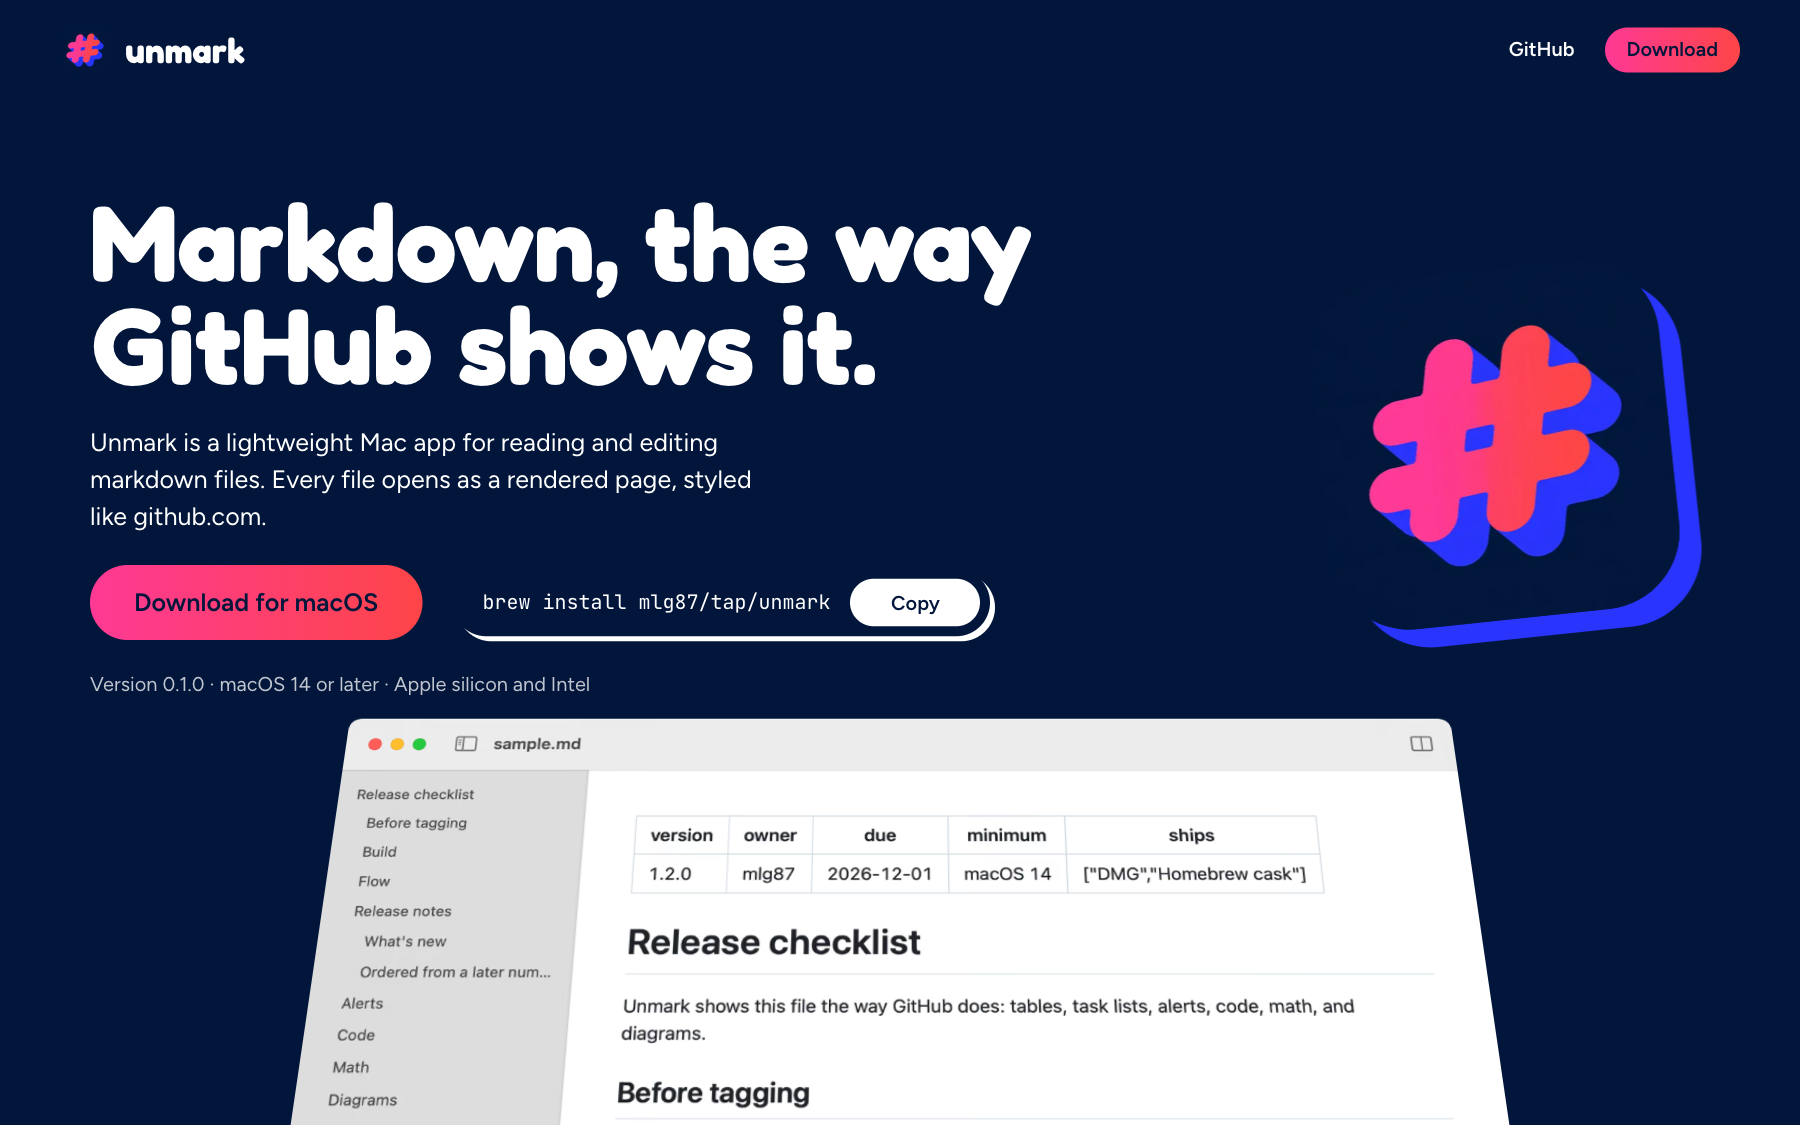 unmark
GitHub
Download
Markdown, the way
GitHub shows it.
Unmark is a lightweight Mac app for reading and editing
markdown files. Every file opens as a rendered page, styled
like github.com.
Download for macOS
brew install mlg87/tap/unmark
Copy
Version 0.1.0 · macOS 14 or later · Apple silicon and Intel
sample.md
Release checklist
Before tagging
Build
Flow
Release notes
What's new
Ordered from a later num...
Alerts
Code
Math
Diagrams
version owner due minimum ships
1.2.0 mlg87 2026-12-01 macOS 14 ["DMG","Homebrew cask"]
Release checklist
Unmark shows this file the way GitHub does: tables, task lists, alerts, code, math, and
diagrams.
Before tagging